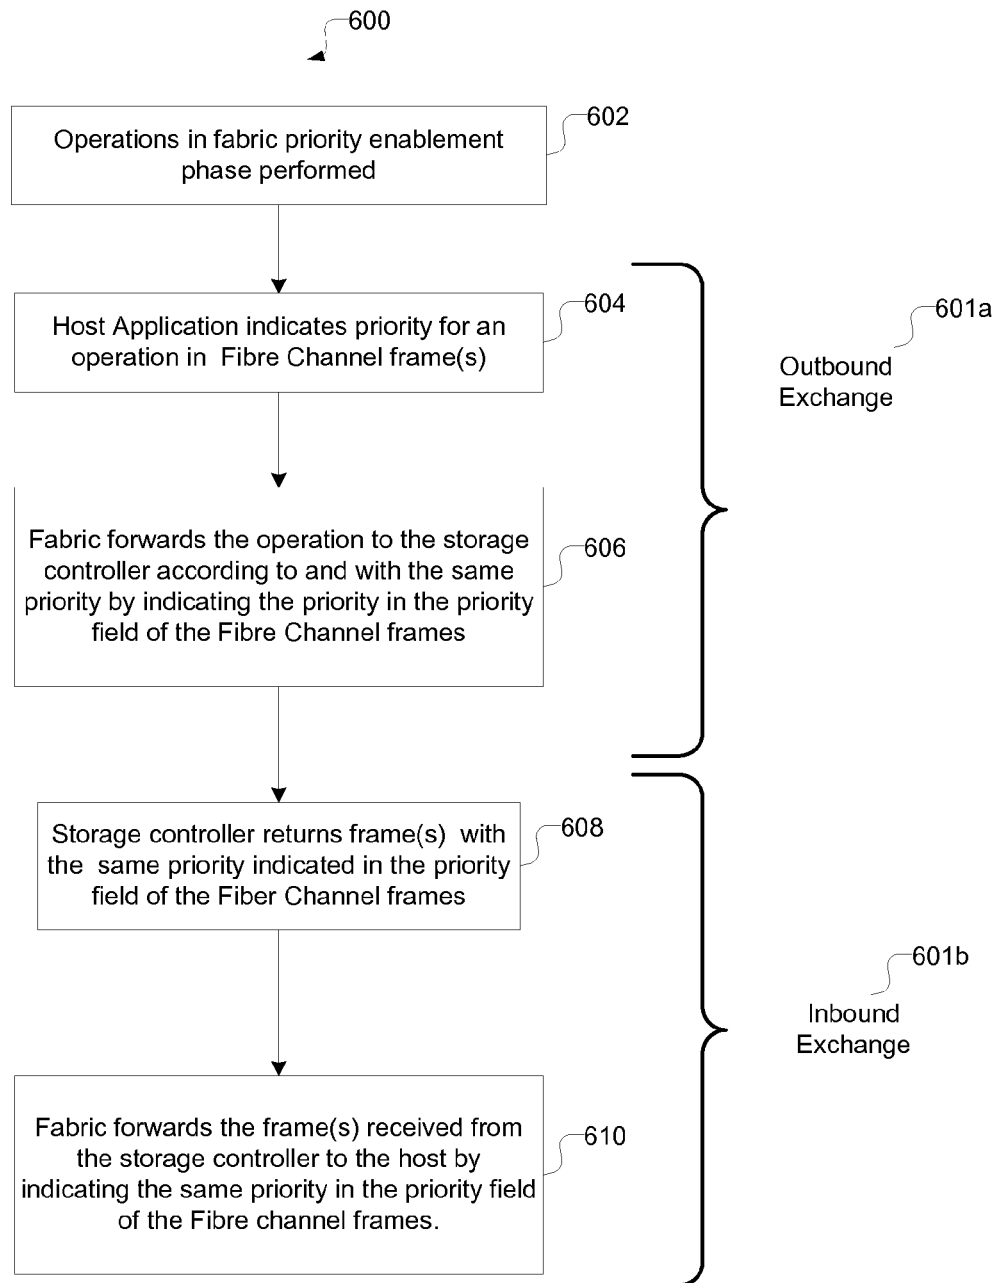 600
Operations in fabric priority enablement
phase performed
602
Host Application indicates priority for an
operation in Fibre Channel frame(s)
604
601a
Outbound
Exchange
Fabric forwards the operation to the storage
controller according to and with the same
priority by indicating the priority in the priority
field of the Fibre Channel frames
606
Storage controller returns frame(s) with
the same priority indicated in the priority
field of the Fiber Channel frames
608
601b
Inbound
Exchange
Fabric forwards the frame(s) received from
the storage controller to the host by
indicating the same priority in the priority field
of the Fibre channel frames.
610